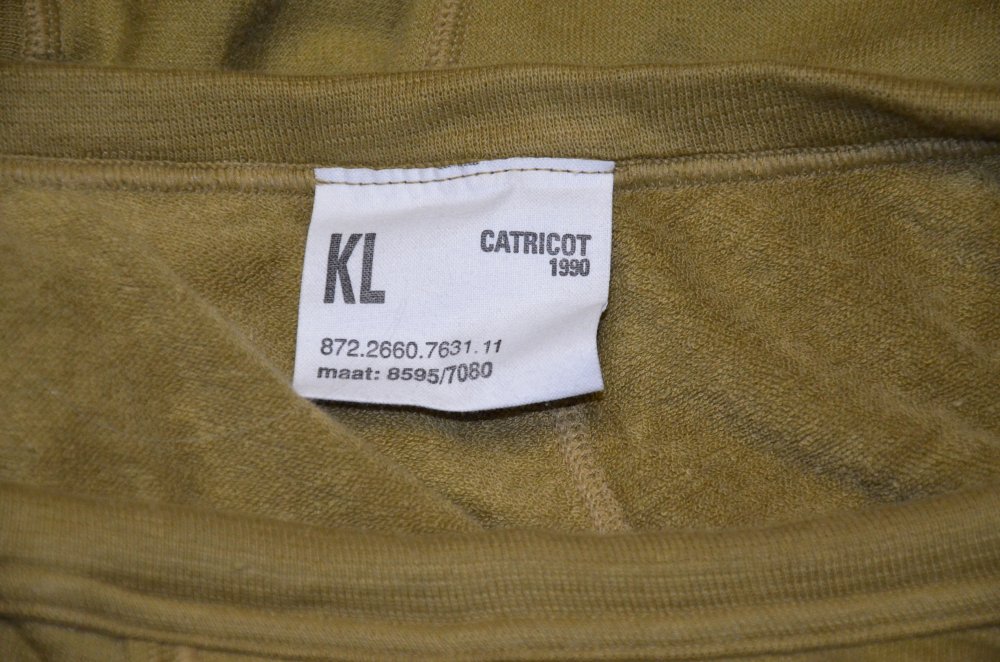 KL
CATRICOT
1990
872.2660.7631.11
maat: 8595/7080